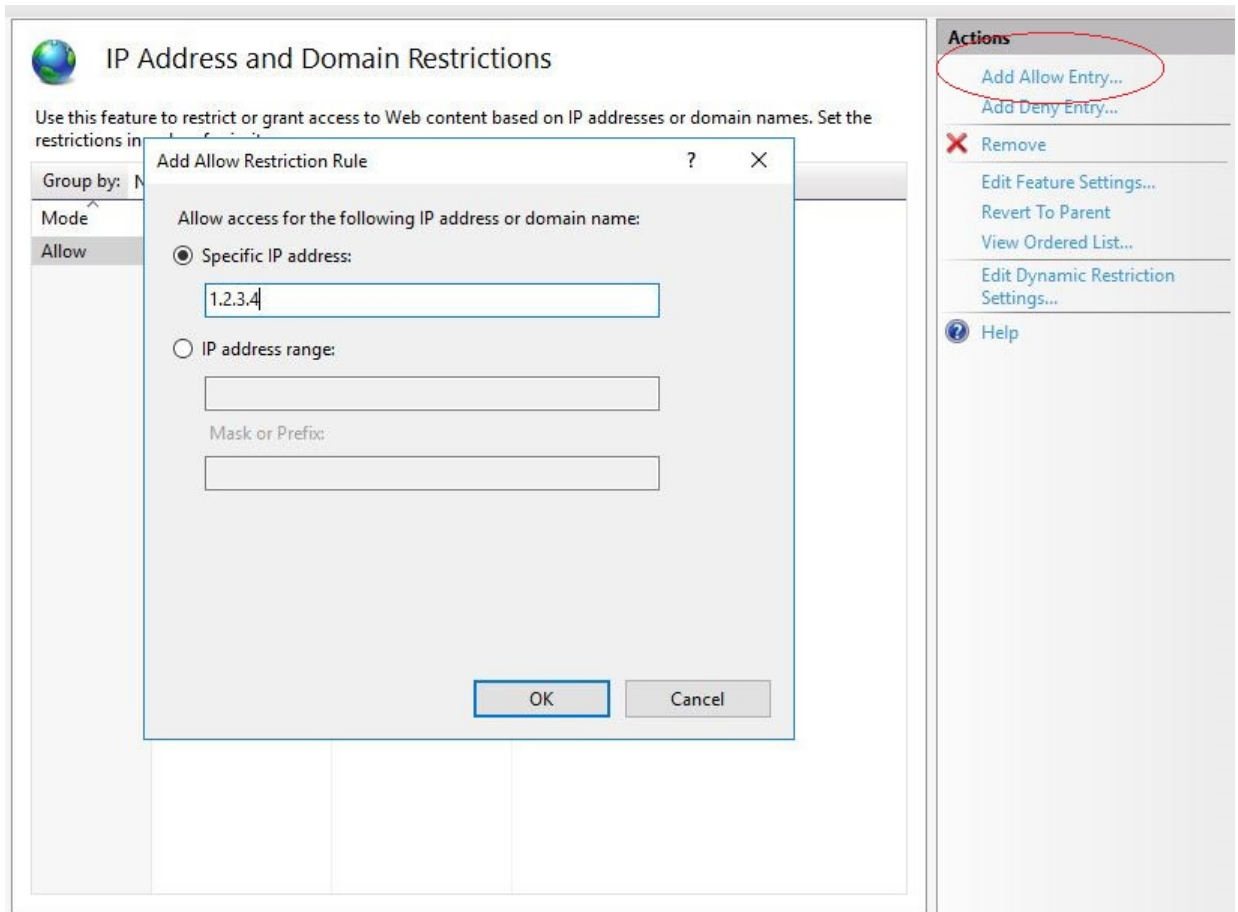 IP Address and Domain Restrictions
Use this feature to restrict or grant access to Web content based on IP addresses or domain names. Set the
restrictions in
Group by: N
Mode
Allow
Add Allow Restriction Rule
?
Allow access for the following IP address or domain name:
Specific IP address:
1.2.3.4
IP address range:
Mask or Prefix:
OK
Cancel
Actions
Add Allow Entry...
Add Deny Entry...
Remove
Edit Feature Settings...
Revert To Parent
View Ordered List...
Edit Dynamic Restriction
Settings...
? Help